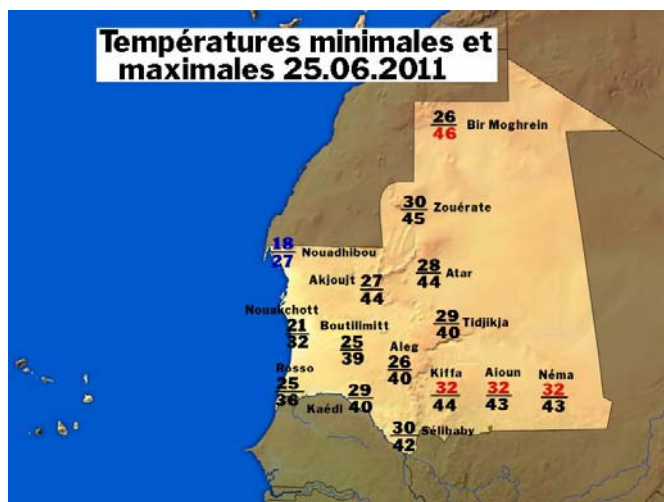 Températures minimales et
maximales 25.06.2011
26
46
Bir Moghrein
30
45
Zouérate
18
27
Nouadhibou
28
44
Atar
Akjoujt
27
44
Nouakchott
21
32
Boutilimitt
25
39
29
40
Tidjikja
Aleg
26
40
Rosso
25
36
Kaédi
29
40
Kiffa
32
44
Aioun
32
43
Néma
32
43
30
42
Sélibaby